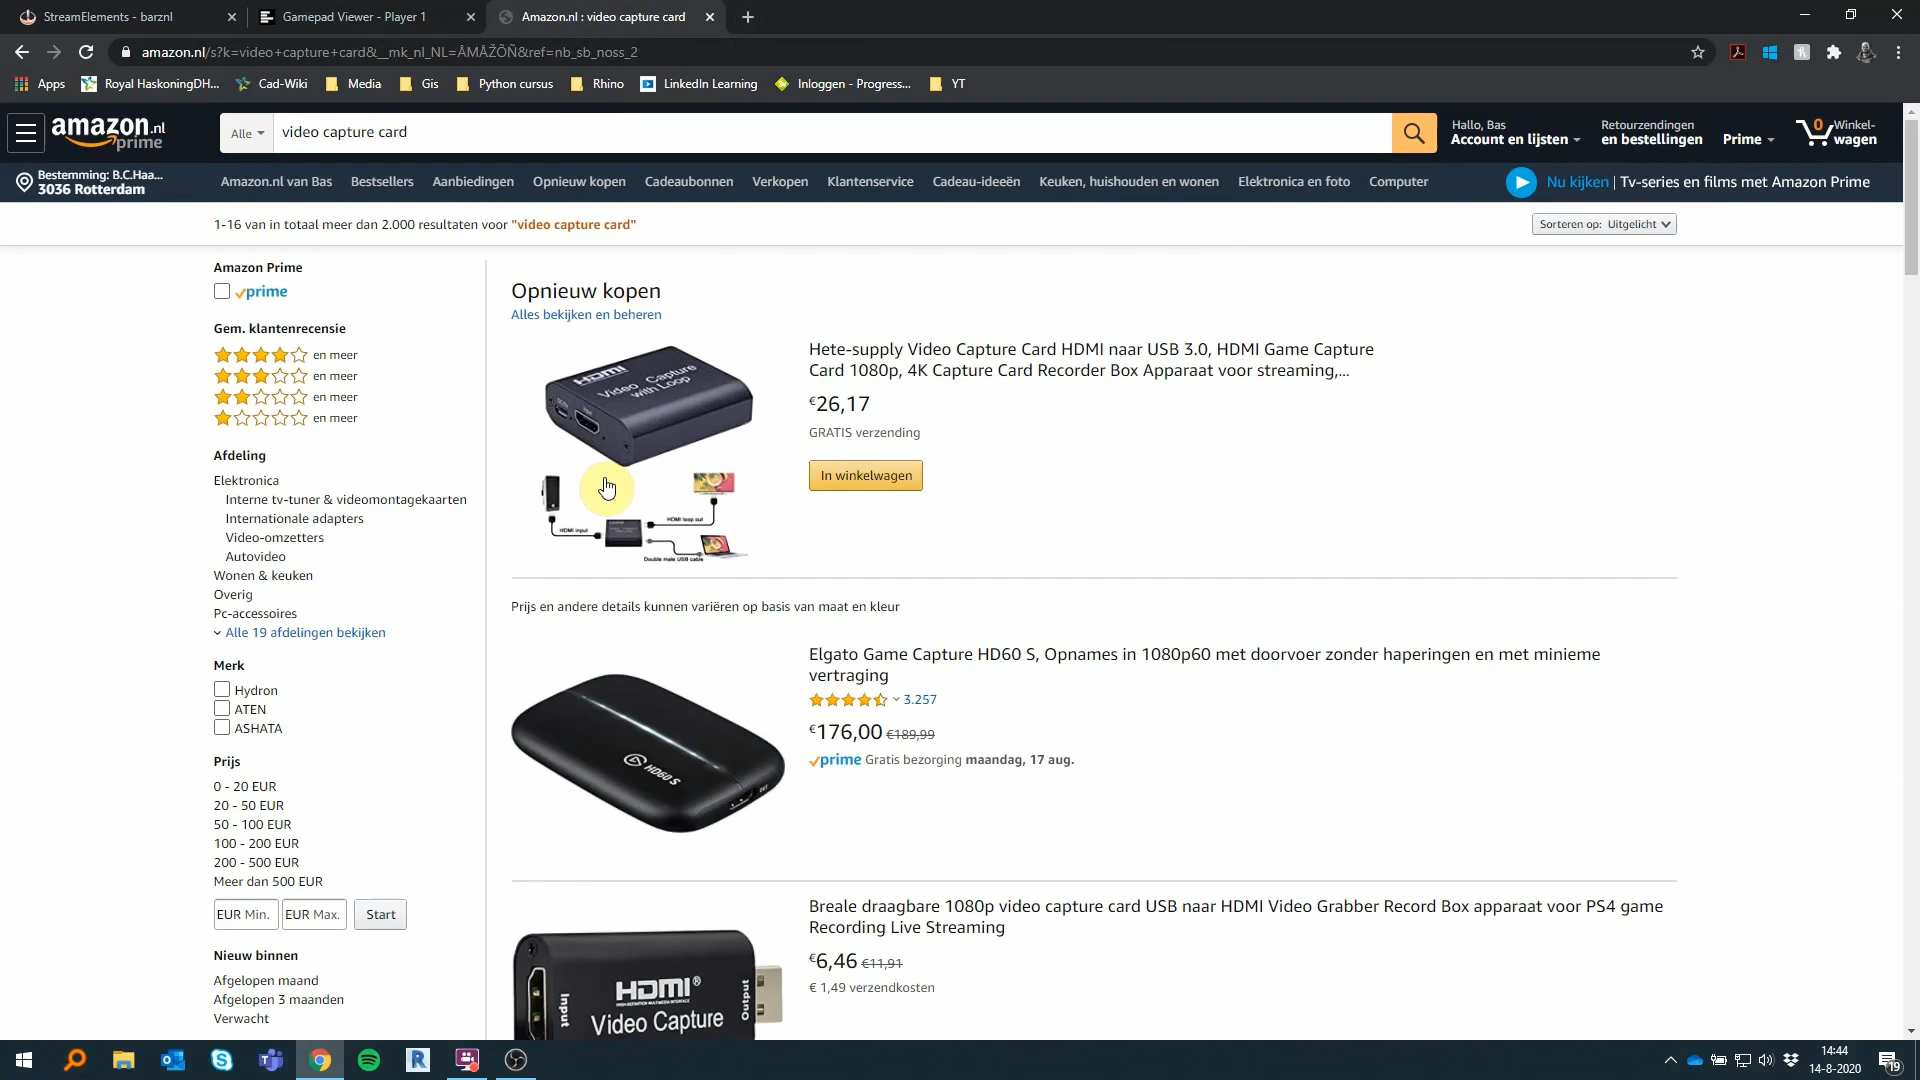 StreamElements - barznl
Gamepad Viewer - Player 1
Amazon.nl : video capture card
amazon.nl/s?k=video+capture+card&__mk_nl_NL=ÅMÅŽÕÑ&ref=nb_sb_noss_2
Apps
Royal HaskoningDH...
Cad-Wiki
Media
Gis
Python cursus
Rhino
LinkedIn Learning
Inloggen - Progress...
YT
amazon.nl
prime
Alle
video capture card
Hallo, Bas
Account en lijsten
Retourzendingen
en bestellingen
Prime
0
Winkel-
wagen
Bestemming: B.C.Haa...
3036 Rotterdam
Amazon.nl van Bas
Bestsellers
Aanbiedingen
Opnieuw kopen
Cadeaubonnen
Verkopen
Klantenservice
Cadeau-ideeën
Keuken, huishouden en wonen
Elektronica en foto
Computer
Nu kijken | Tv-series en films met Amazon Prime
1-16 van in totaal meer dan 2.000 resultaten voor "video capture card"
Sorteren op: Uitgelicht
Amazon Prime
prime
Gem. klantenrecensie
en meer
en meer
en meer
en meer
Afdeling
Elektronica
Interne tv-tuner & videomontagekaarten
Internationale adapters
Video-omzetters
Autovideo
Wonen & keuken
Overig
Pc-accessoires
Alle 19 afdelingen bekijken
Merk
Hydron
ATEN
ASHATA
Prijs
0 - 20 EUR
20 - 50 EUR
50 - 100 EUR
100 - 200 EUR
200 - 500 EUR
Meer dan 500 EUR
EUR Min.
EUR Max.
Start
Nieuw binnen
Afgelopen maand
Afgelopen 3 maanden
Verwacht
Opnieuw kopen
Alles bekijken en beheren
HDMI
Video Capture
with Loop
Input
HDMI input
HDMI loop out
Double male USB cable
Hete-supply Video Capture Card HDMI naar USB 3.0, HDMI Game Capture
Card 1080p, 4K Capture Card Recorder Box Apparaat voor streaming,...
€26,17
GRATIS verzending
In winkelwagen
Prijs en andere details kunnen variëren op basis van maat en kleur
HD60 S
Elgato Game Capture HD60 S, Opnames in 1080p60 met doorvoer zonder haperingen en met minieme
vertraging
3.257
€176,00 €189,99
prime Gratis bezorging maandag, 17 aug.
Input
HDMI®
Video Capture
Output
Breale draagbare 1080p video capture card USB naar HDMI Video Grabber Record Box apparaat voor PS4 game
Recording Live Streaming
€6,46 €11,91
€ 1,49 verzendkosten
14:44
14-8-2020
19